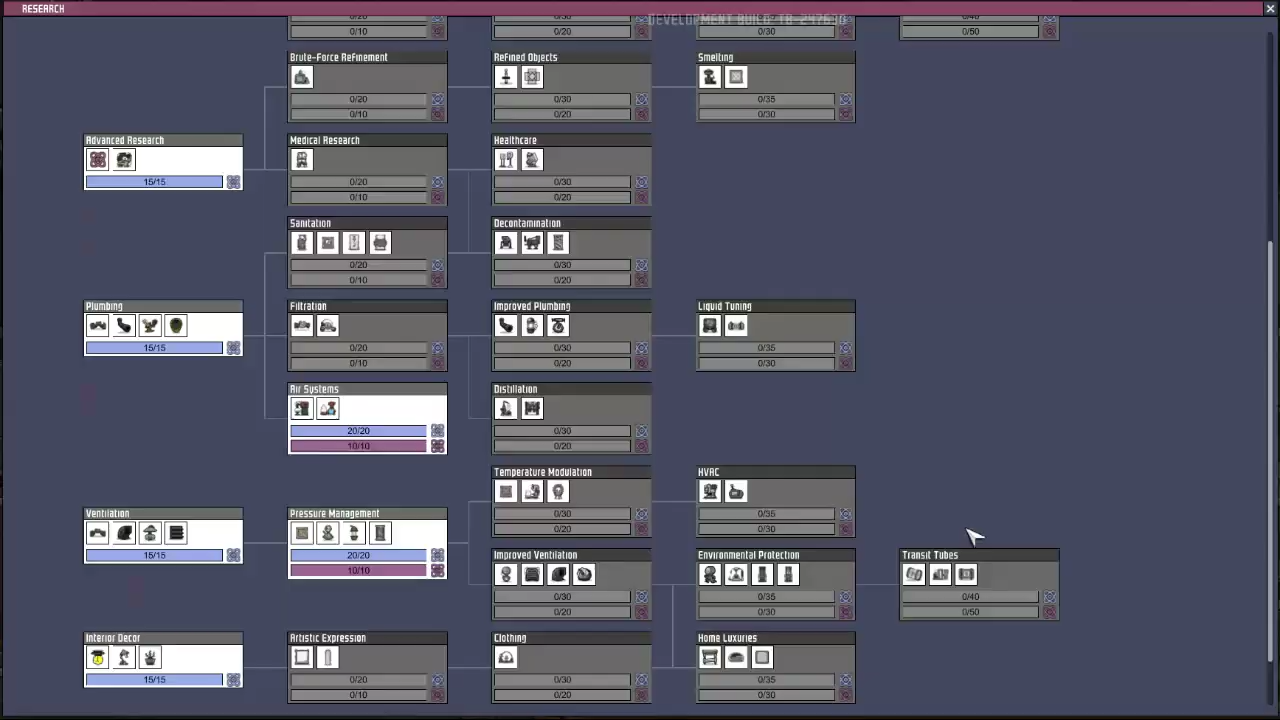 RESEARCH
DEVELOPMENT BUILD: TB-247630
0/20 0/30 0/40
0/10 0/20 0/30 0/50
Brute-Force Refinement Refined Objects Smelting
0/20 0/30 0/35
0/10 0/20 0/30
Advanced Research Medical Research Healthcare
15/15 0/20 0/30
0/10 0/20
Sanitation Decontamination
0/20 0/30
0/10 0/20
Plumbing Filtration Improved Plumbing Liquid Tuning
15/15 0/20 0/30 0/35
0/10 0/20 0/30
Air Systems Distillation
20/20 0/30
10/10 0/20
Temperature Modulation HVAC
0/30 0/35
0/20 0/30
Ventilation Pressure Management
15/15 20/20
10/10
Improved Ventilation Environmental Protection Transit Tubes
0/30 0/35 0/40
0/20 0/30 0/50
Interior Decor Artistic Expression Clothing Home Luxuries
15/15 0/20 0/30 0/35
0/10 0/20 0/30